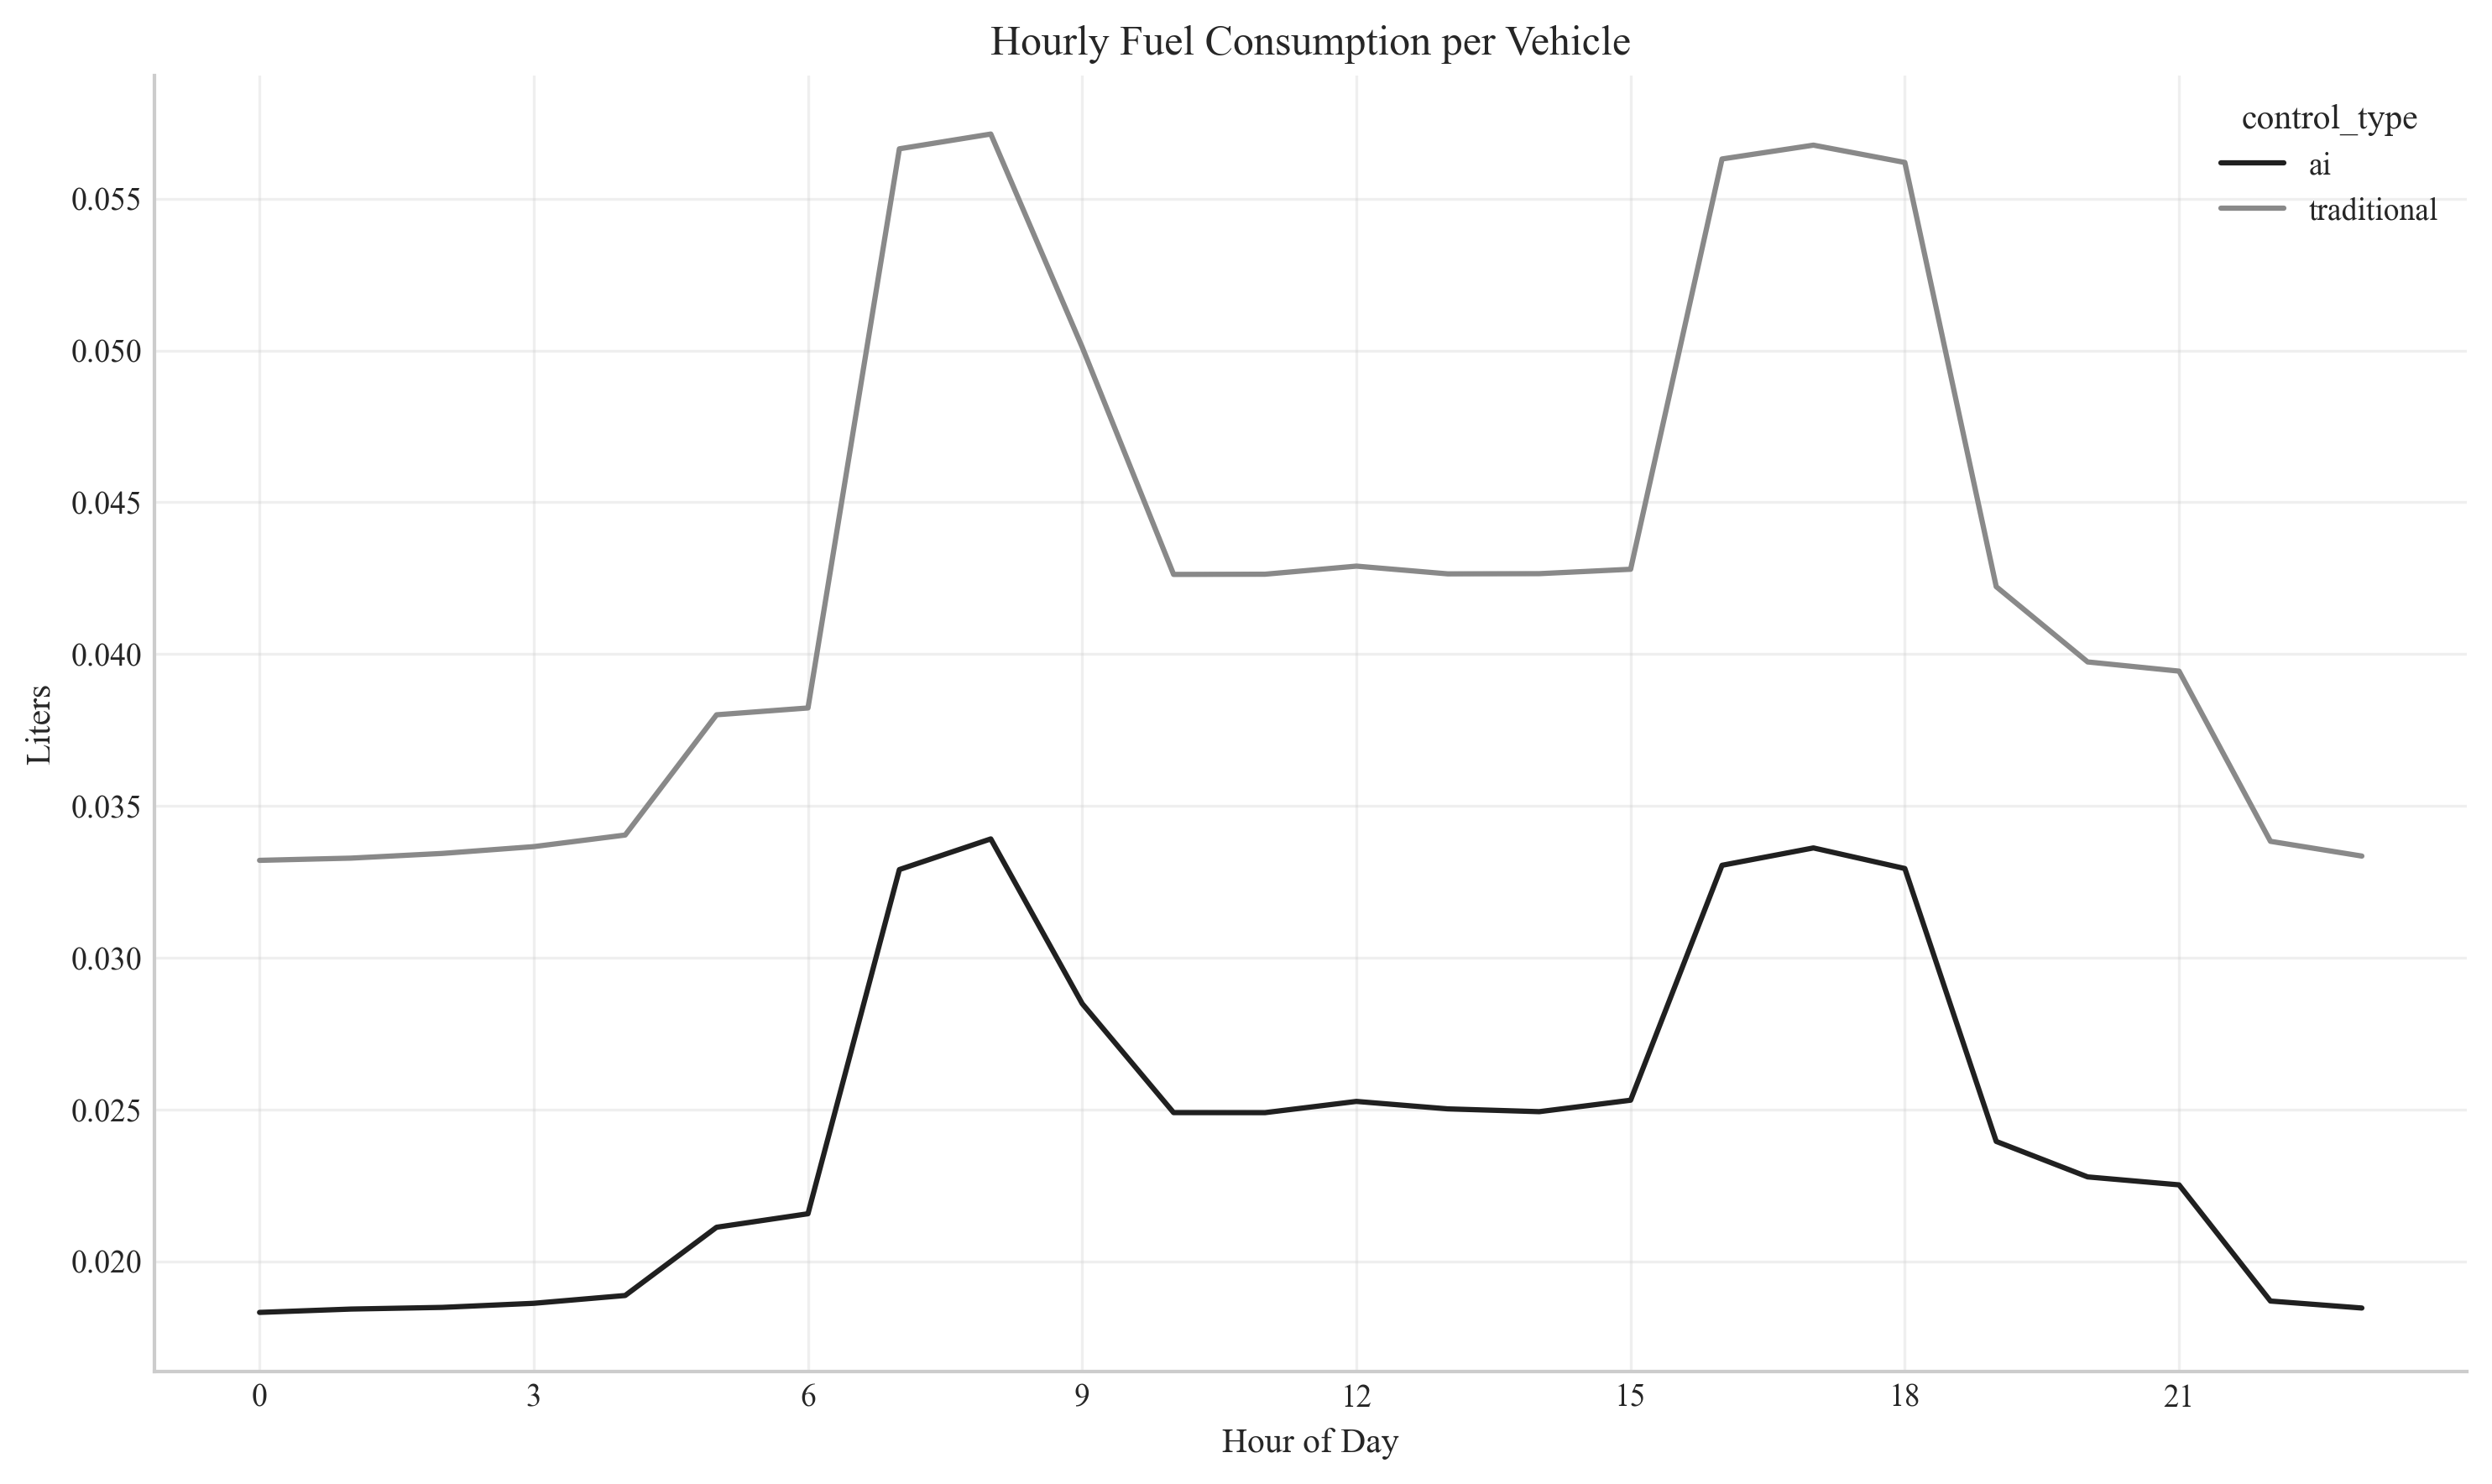 Hourly Fuel Consumption per Vehicle
control_type
ai
traditional
0.055
0.050
0.045
0.040
0.035
0.030
0.025
0.020
Liters
0 3 6 9 12 15 18 21
Hour of Day